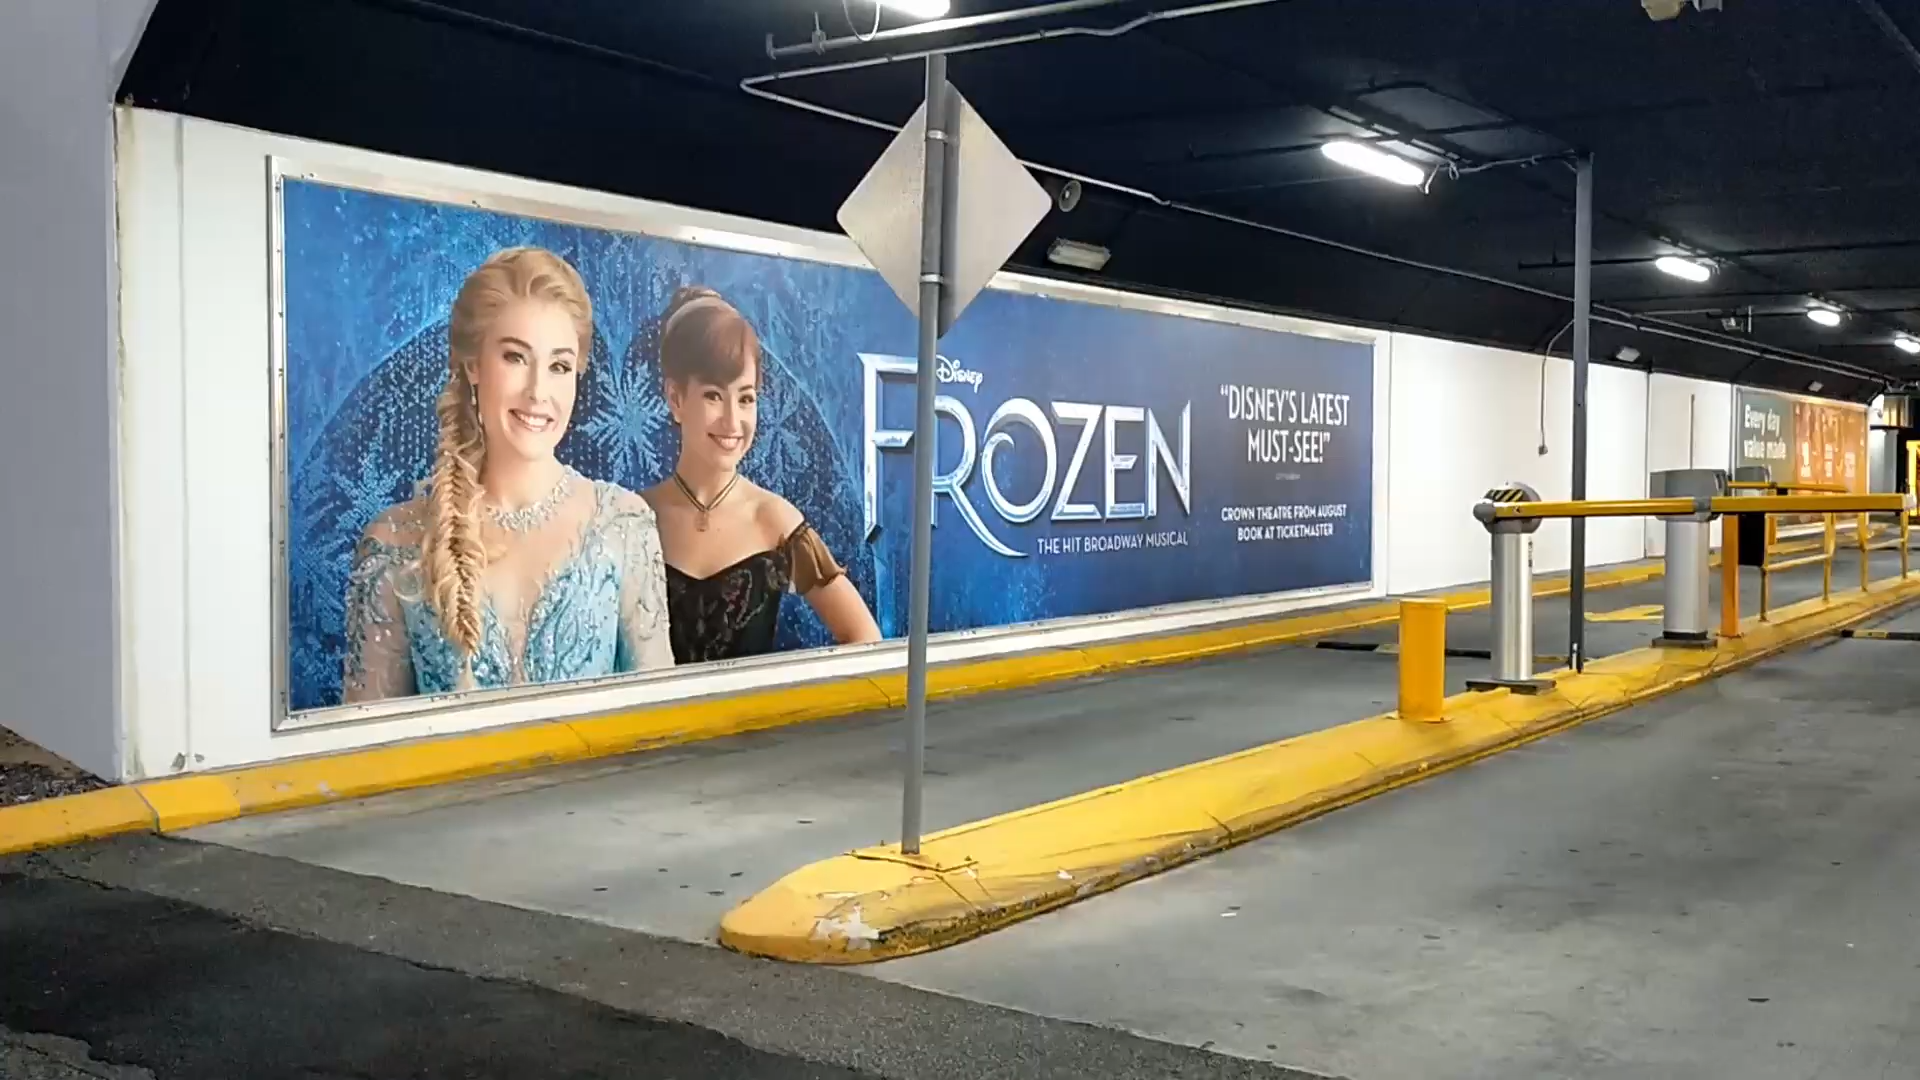 Disney
FROZEN
THE HIT BROADWAY MUSICAL
“DISNEY’S LATEST
MUST-SEE!”
CROWN THEATRE FROM AUGUST
BOOK AT TICKETMASTER
Every day
value made